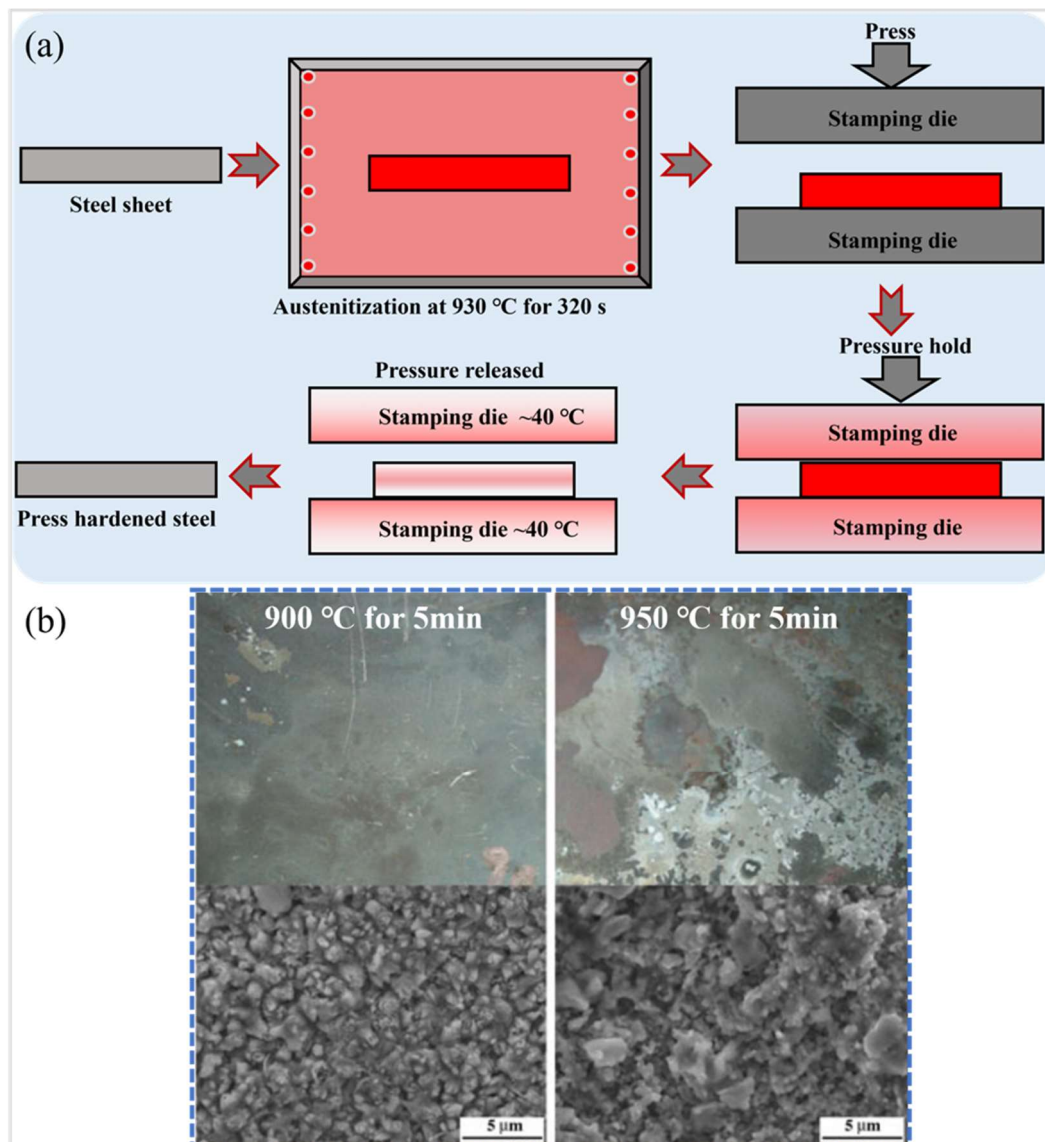 (a)
Press
Stamping die
Steel sheet
Stamping die
Austenitization at 930 °C for 320 s
Pressure hold
Pressure released
Stamping die ~40 °C
Stamping die
Press hardened steel
Stamping die ~40 °C
Stamping die
(b)
900 °C for 5min
950 °C for 5min
5 μm
5 μm